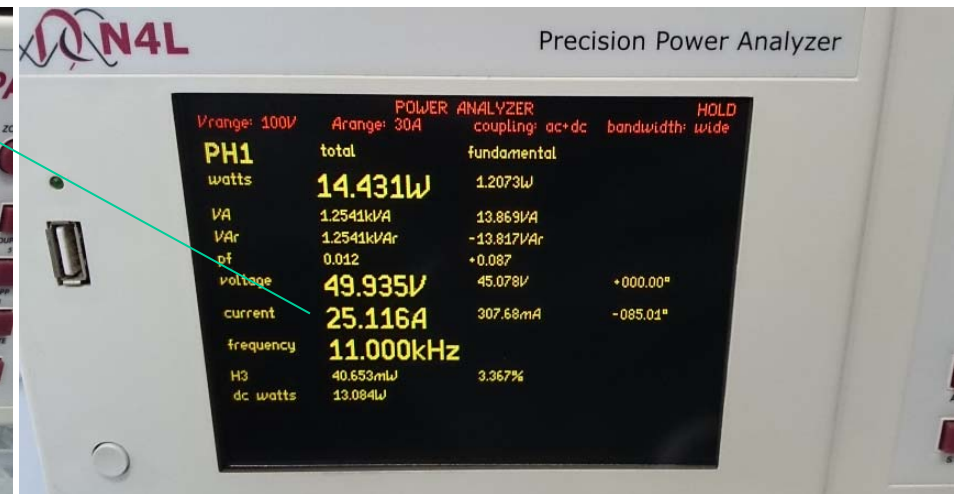 N4L
Precision Power Analyzer
POWER ANALYZER HOLD
Vrange: 100V Arange: 30A coupling: ac+dc bandwidth: wide
PH1 total fundamental
watts 14.431W 1.2073W
VA 1.2541kVA 13.869VA
VAr 1.2541kVAr -13.817VAr
pf 0.012 +0.087
voltage 49.935V 45.078V +000.00°
current 25.116A 307.68mA -085.01°
frequency 11.000kHz
H3 40.653mW 3.367%
dc watts 13.084W